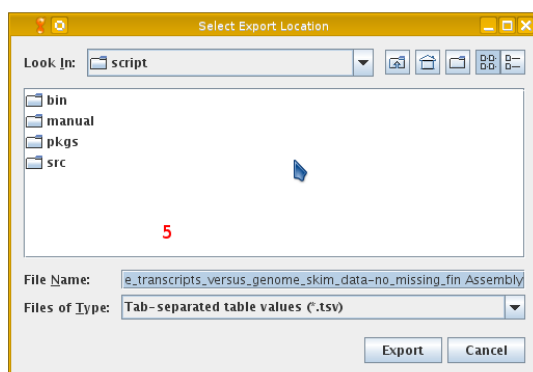 Select Export Location
Look In: script
bin
manual
pkgs
src
5
File Name: e_transcripts_versus_genome_skim_data-no_missing_fin Assembly
Files of Type: Tab-separated table values (*.tsv)
Export Cancel